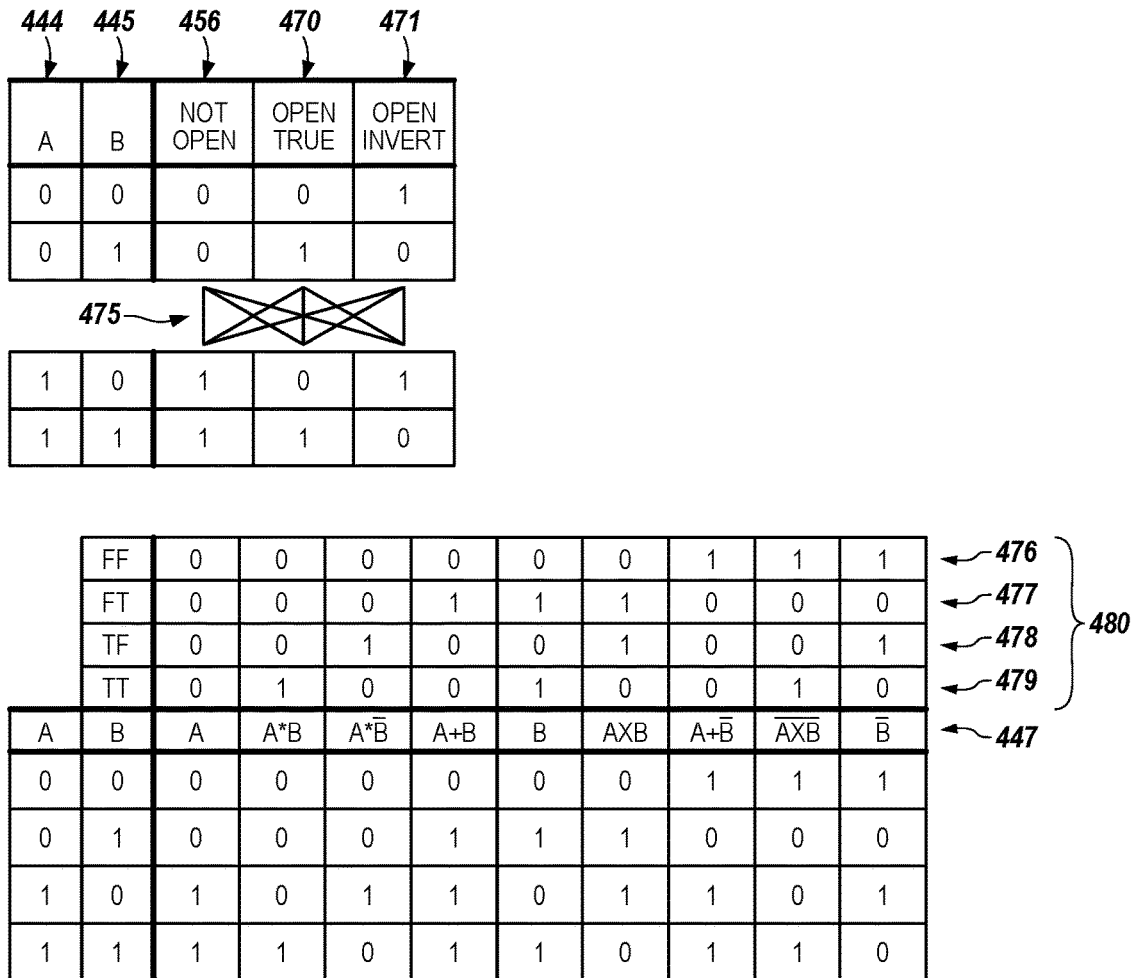 444 445 456 470 471
A B NOT OPEN OPEN TRUE OPEN INVERT
0 0 0 0 1
0 1 0 1 0
475
1 0 1 0 1
1 1 1 1 0
FF 0 0 0 0 0 0 1 1 1 476
FT 0 0 0 1 1 1 0 0 0 477
480
TF 0 0 1 0 0 1 0 0 1 478
TT 0 1 0 0 1 0 0 1 0 479
A B A A*B A*B̅ A+B B AXB A+B̅ A̅X̅B̅ B̅ 447
0 0 0 0 0 0 0 0 1 1 1
0 1 0 0 0 1 1 1 0 0 0
1 0 1 0 1 1 0 1 1 0 1
1 1 1 1 0 1 1 0 1 1 0